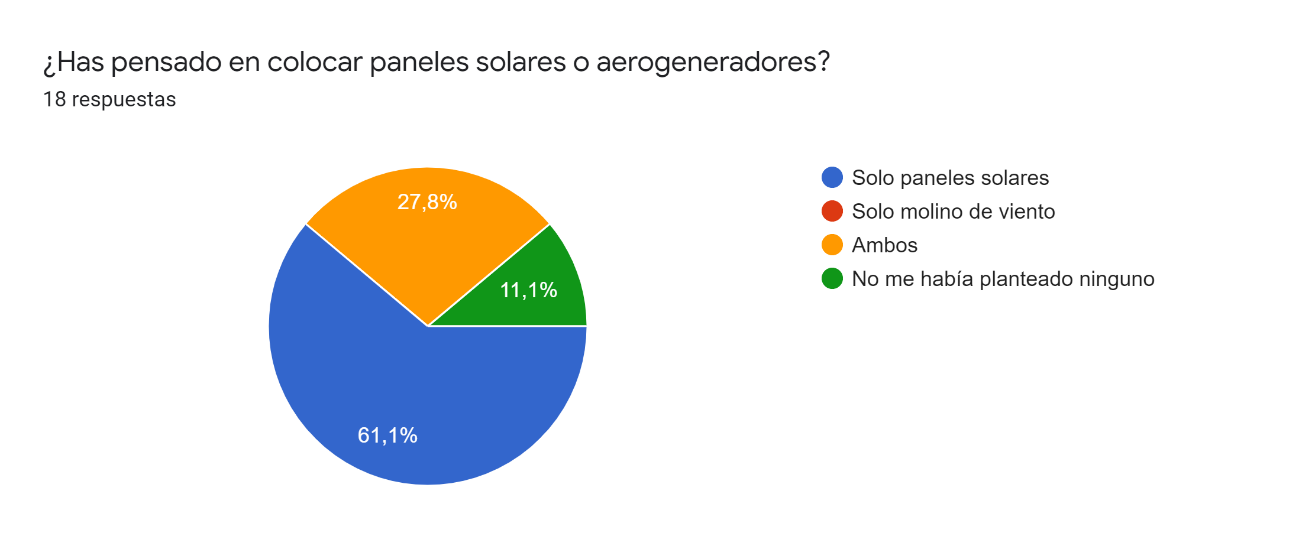 ¿Has pensado en colocar paneles solares o aerogeneradores?
18 respuestas
27,8%
11,1%
61,1%
Solo paneles solares
Solo molino de viento
Ambos
No me había planteado ninguno